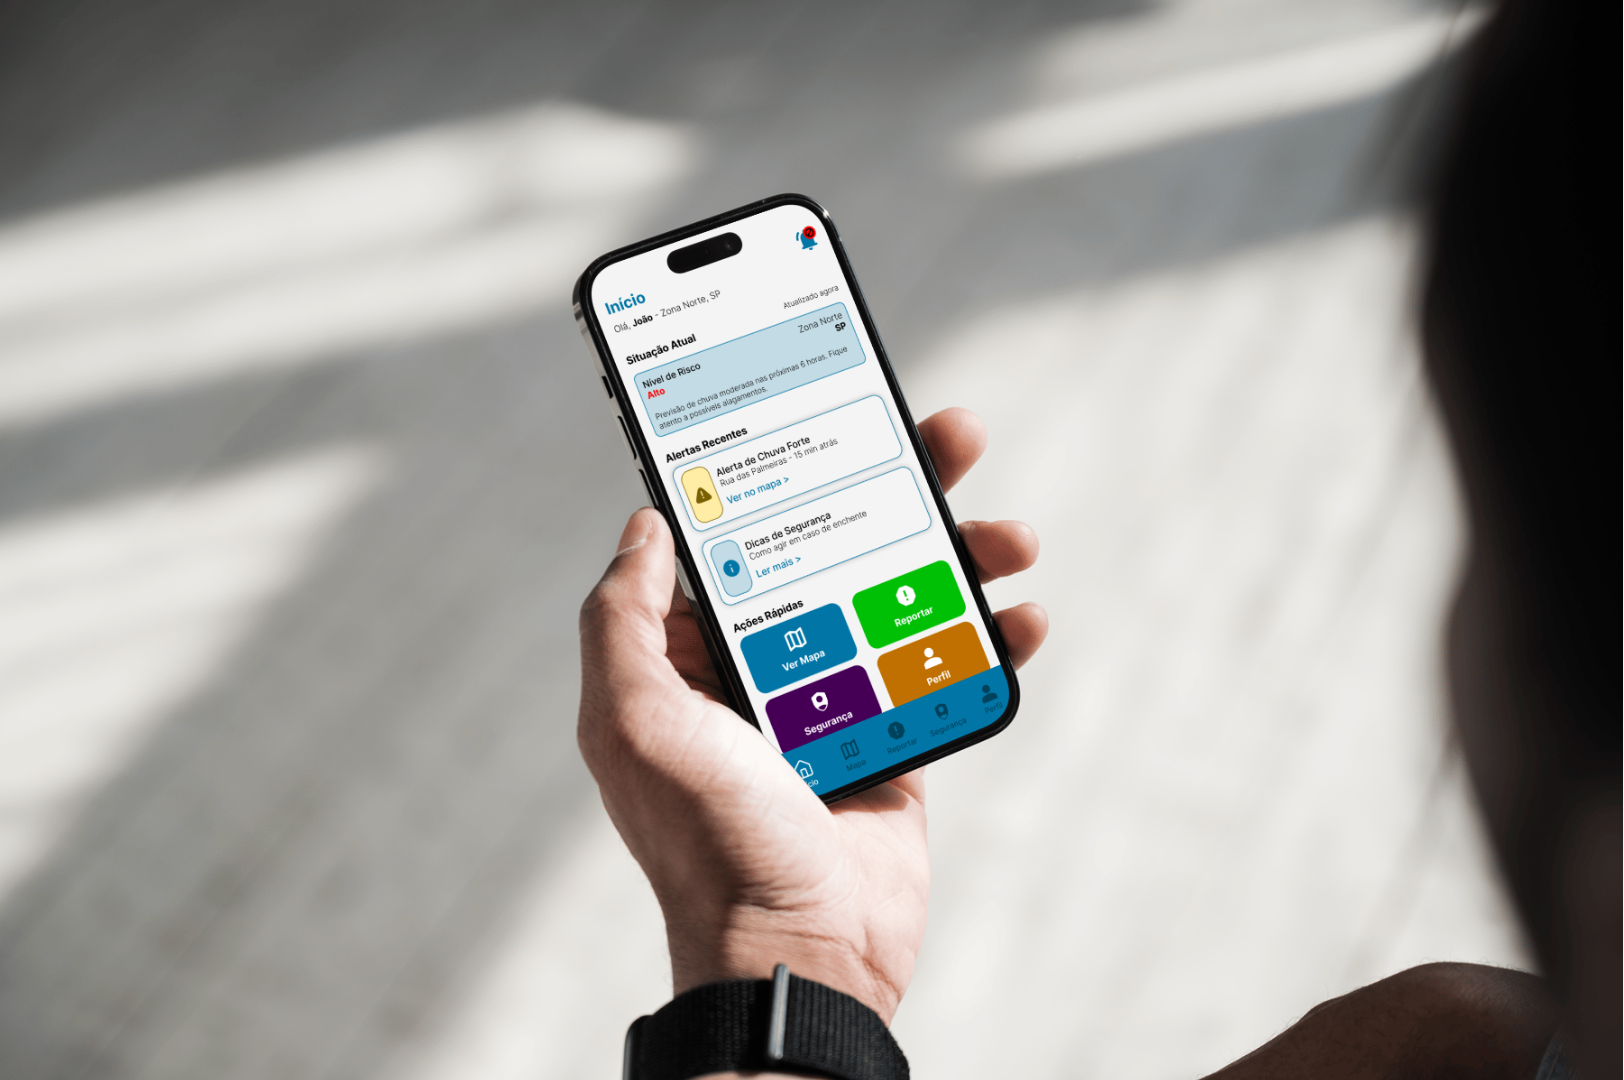 Início
Olá, João - Zona Norte, SP
Atualizado agora
Situação Atual
Nível de Risco
Alto
Zona Norte
SP
Previsão de chuva moderada nas próximas 6 horas. Fique
atento a possíveis alagamentos.
Alertas Recentes
Alerta de Chuva Forte
Rua das Palmeiras - 15 min atrás
Ver no mapa >
Dicas de Segurança
Como agir em caso de enchente
Ler mais >
Ações Rápidas
Ver Mapa
Reportar
Segurança
Perfil
Mapa
Reportar
Segurança
Perfil